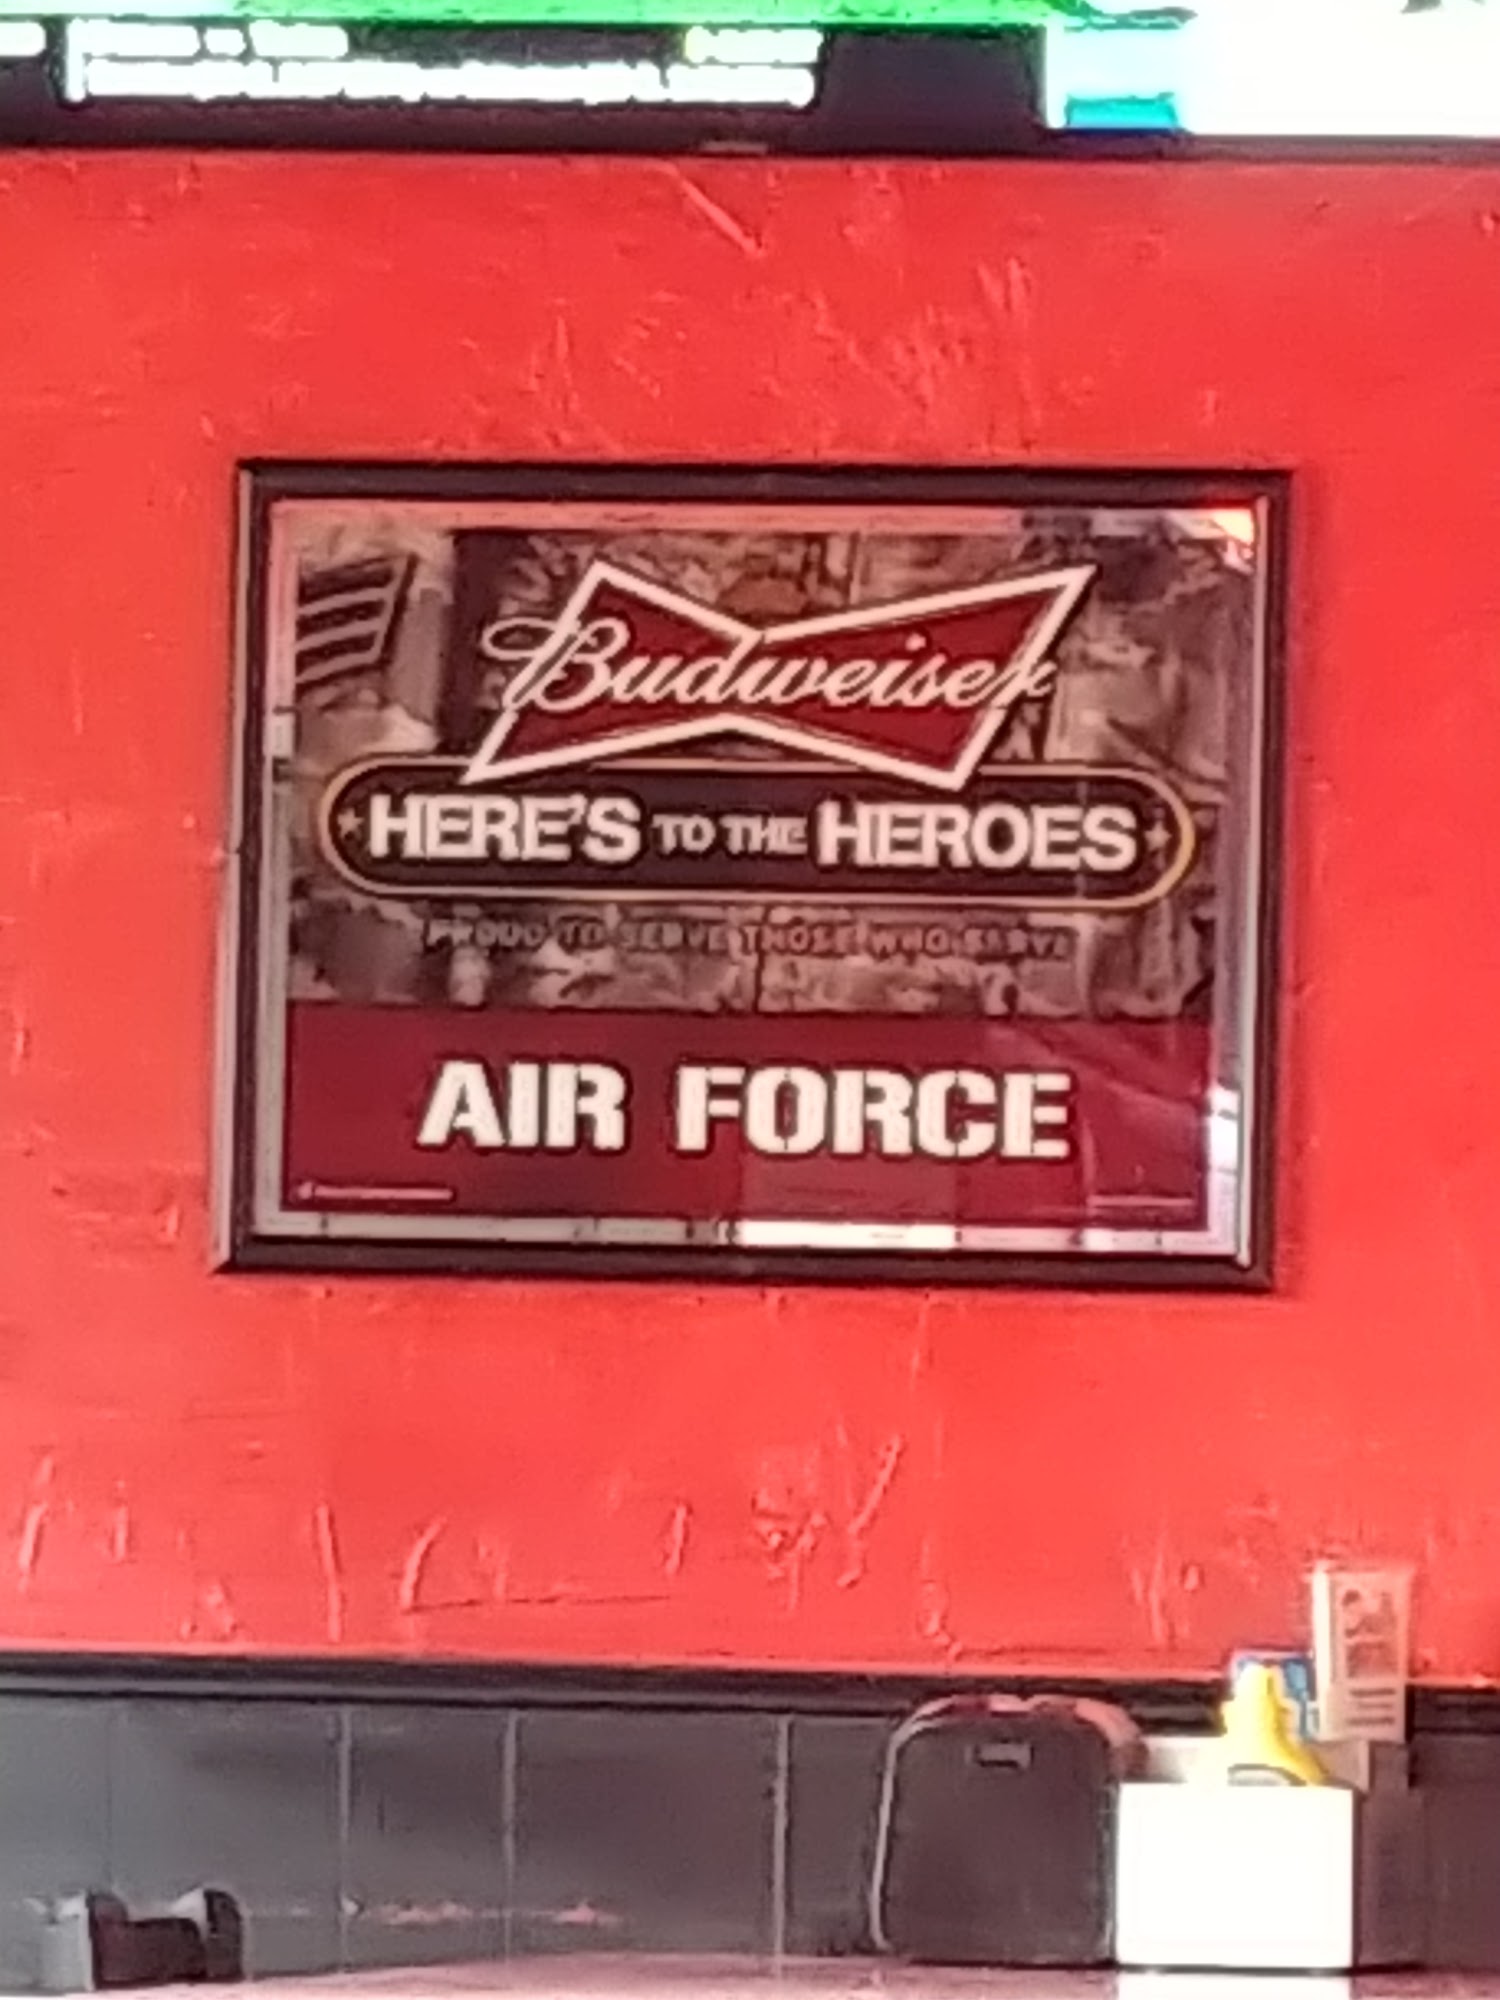 Budweiser
HERE'S TO THE HEROES
PROUD TO SERVE THOSE WHO SERVE
AIR FORCE